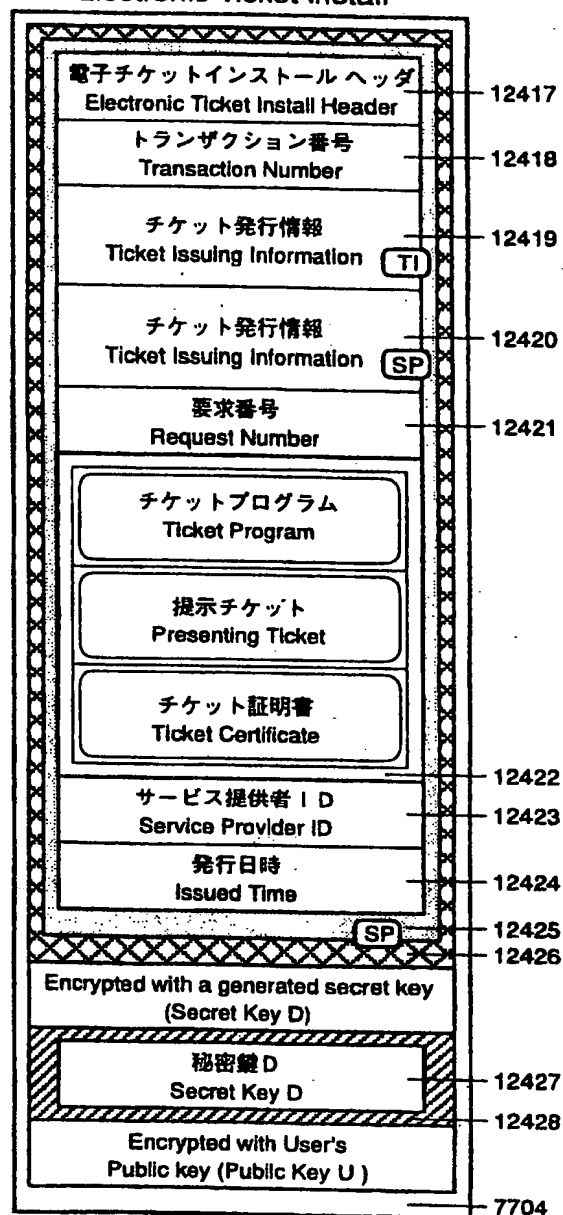 電子チケットインストール ヘッダ
Electronic Ticket Install Header
12417
トランザクション番号
Transaction Number
12418
チケット発行情報
Ticket Issuing Information
TI
12419
チケット発行情報
Ticket Issuing Information
SP
12420
要求番号
Request Number
12421
チケットプログラム
Ticket Program
提示チケット
Presenting Ticket
チケット証明書
Ticket Certificate
12422
サービス提供者ID
Service Provider ID
12423
発行日時
Issued Time
12424
SP
12425
12426
Encrypted with a generated secret key
(Secret Key D)
秘密鍵D
Secret Key D
12427
12428
Encrypted with User's
Public key (Public Key U )
7704